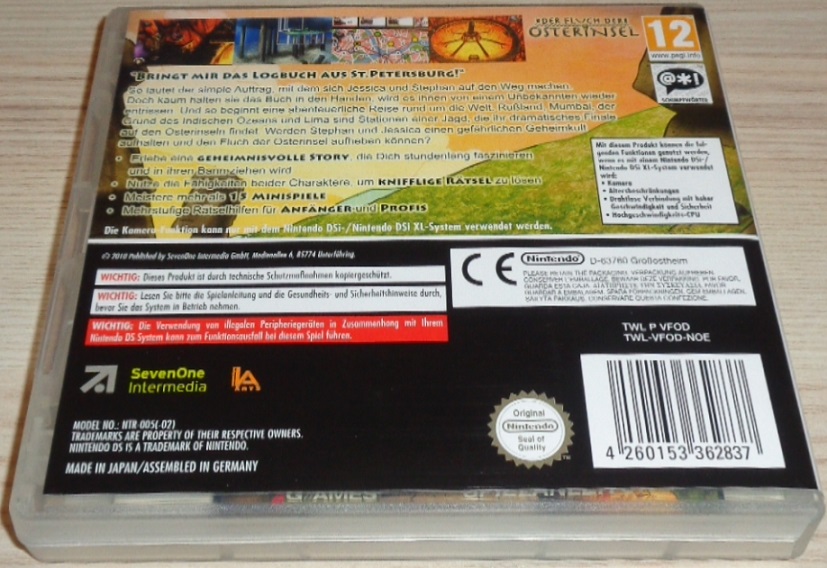 DER FLUCH DER
OSTERINSEL
12
www.pegi.info
@*!
"BRINGT MIR DAS LOGBUCH AUS ST. PETERSBURG!"
So lautet der simple Auftrag, mit dem sich Jessica und Stephan auf den Weg machen.
Doch kaum halten sie das Buch in den Händen, wird es ihnen von einem Unbekannten wieder
entrissen. Und so beginnt eine abenteuerliche Reise rund um die Welt. Rußland, Mumbai, der
Grund des Indischen Ozeans und Lima sind Stationen einer Jagd, die ihr dramatisches Finale
auf den Osterinseln findet. Werden Stephan und Jessica einen gefährlichen Geheimkult
aufhalten und den Fluch der Osterinsel aufheben können?
• Erlebe eine GEHEIMNISVOLLE STORY, die Dich stundenlang fasziniert
und in ihren Bann ziehen wird
• Nutze die Fähigkeiten beider Charaktere, um KNIFFLIGE RÄTSEL zu lösen
• Meistere mehr als 15 MINISPIELE
• Mehrstufige Rätselhilfen für ANFÄNGER und PROFIS
Die Kamera-Funktion kann nur mit dem Nintendo DSi-/Nintendo DSi XL-System verwendet werden.
Mit diesem Produkt können die fol-
genden Funktionen genutzt werden,
wenn es mit einem Nintendo DSi-/
Nintendo DSi XL-System verwendet wird:
• Kamera
• Altersbeschränkungen
• Drahtlose Verbindung mit hoher
Geschwindigkeit und Sicherheit
• Hochgeschwindigkeits-CPU
© 2010 Published by SevenOne Intermedia GmbH, Medienallee 6, 85774 Unterföhring.
WICHTIG: Dieses Produkt ist durch technische Schutzmaßnahmen kopiergeschützt.
WICHTIG: Lesen Sie bitte die Spielanleitung und die Gesundheits- und Sicherheitshinweise durch,
bevor Sie das System in Betrieb nehmen.
WICHTIG: Die Verwendung von illegalen Peripheriegeräten in Zusammenhang mit Ihrem
Nintendo DS System kann zum Funktionsausfall bei diesem Spiel führen.
CE
Nintendo D-63760 Großostheim
PLEASE RETAIN THE PACKAGING. VERPACKUNG AUFHEBEN.
TWL P VFOD
TWL-VFOD-NOE
SevenOne
Intermedia
Original
Nintendo
Seal of
Quality
TM
4 260153 362837
MODEL NO.: NTR 005(-02)
TRADEMARKS ARE PROPERTY OF THEIR RESPECTIVE OWNERS.
NINTENDO DS IS A TRADEMARK OF NINTENDO.
MADE IN JAPAN/ASSEMBLED IN GERMANY